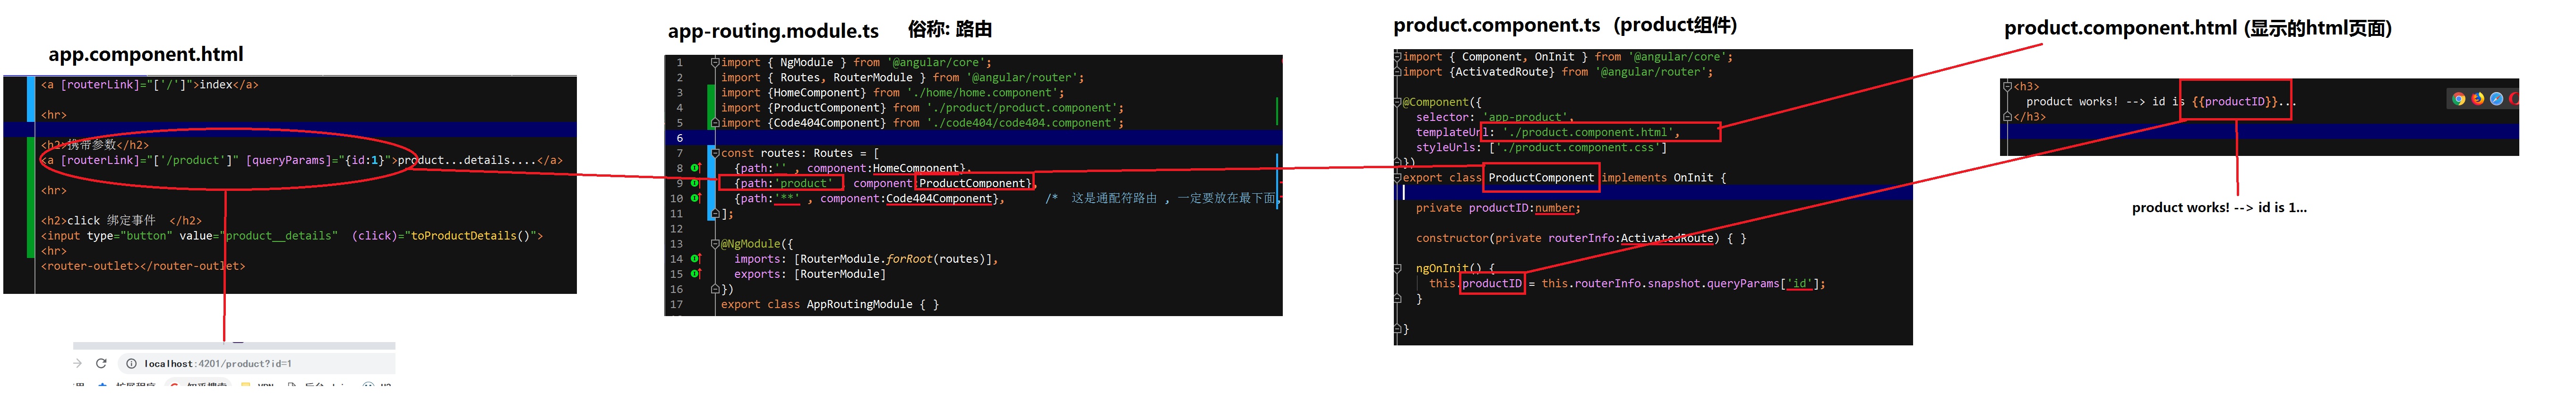 app.component.html
<a [routerLink]="['/']">index</a>
<hr>
<h2>携带参数</h2>
<a [routerLink]="['/product']" [queryParams]="{id:1}">product...details....</a>
<hr>
<h2>click 绑定事件  </h2>
<input type="button" value="product__details"  (click)="toProductDetails()">
<hr>
<router-outlet></router-outlet>
localhost:4201/product?id=1
app-routing.module.ts 俗称: 路由
1 import { NgModule } from '@angular/core';
2 import { Routes, RouterModule } from '@angular/router';
3 import {HomeComponent} from './home/home.component';
4 import {ProductComponent} from './product/product.component';
5 import {Code404Component} from './code404/code404.component';
6
7 const routes: Routes = [
8 {path:'' , component:HomeComponent},
9 {path:'product'  component ProductComponent},
10 {path:'**' , component:Code404Component},     /*  这是通配符路由 , 一定要放在最下面,
11 ];
12
13 @NgModule({
14 imports: [RouterModule.forRoot(routes)],
15 exports: [RouterModule]
16 })
17 export class AppRoutingModule { }
product.component.ts (product组件)
import { Component, OnInit } from '@angular/core';
import {ActivatedRoute} from '@angular/router';
@Component({
selector: 'app-product',
templateUrl: './product.component.html',
styleUrls: ['./product.component.css']
})
export class ProductComponent implements OnInit {
private productID:number;
constructor(private routerInfo:ActivatedRoute) { }
ngOnInit() {
this.productID = this.routerInfo.snapshot.queryParams['id'];
}
}
product.component.html (显示的html页面)
<h3>
product works! --> id is {{productID}}...
</h3>
product works! --> id is 1...